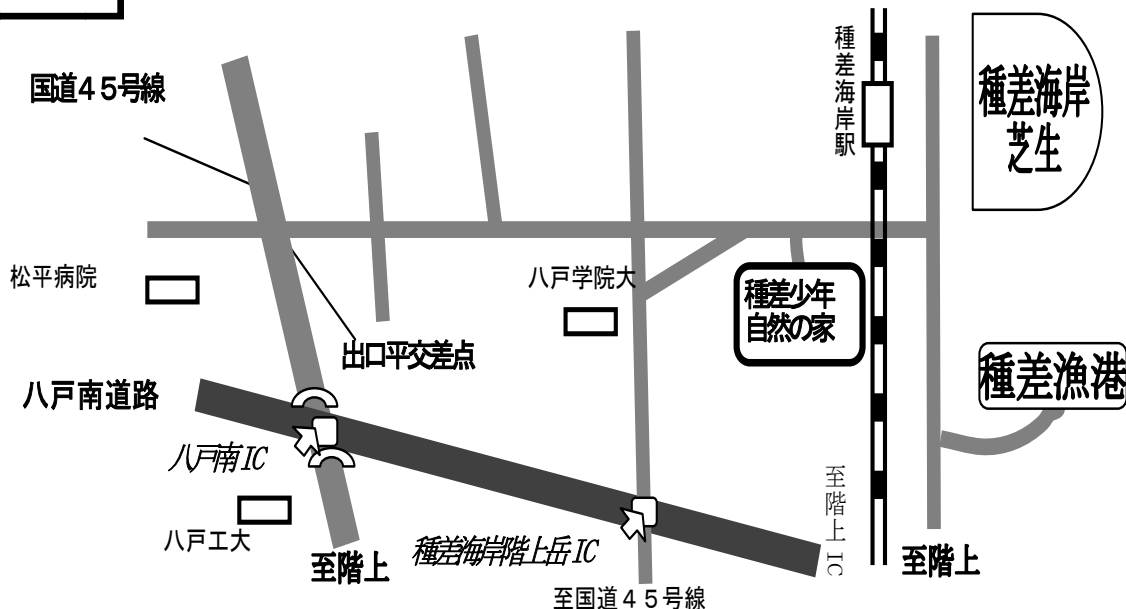 国道４５号線
種差海岸駅
種差海岸
芝生
松平病院
八戸学院大
種差少年
自然の家
出口平交差点
八戸南道路
種差漁港
八戸南IC
八戸工大
至階上
種差海岸階上岳IC
至階上IC
至階上
至国道４５号線